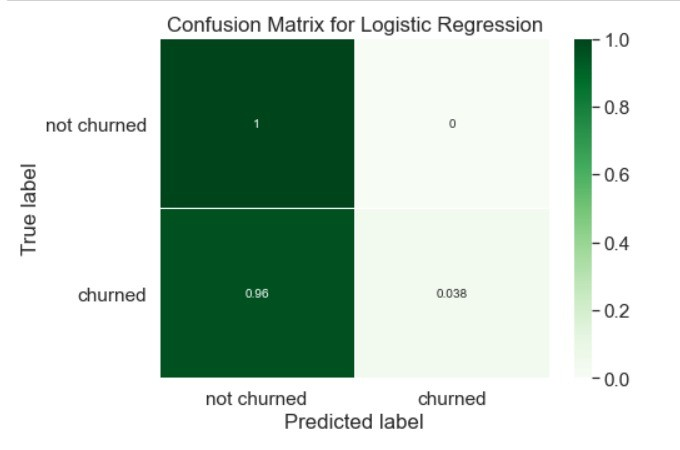 Confusion Matrix for Logistic Regression
1.0
not churned
1
0
0.8
0.6
True label
0.4
churned
0.96
0.038
0.2
0.0
not churned
churned
Predicted label